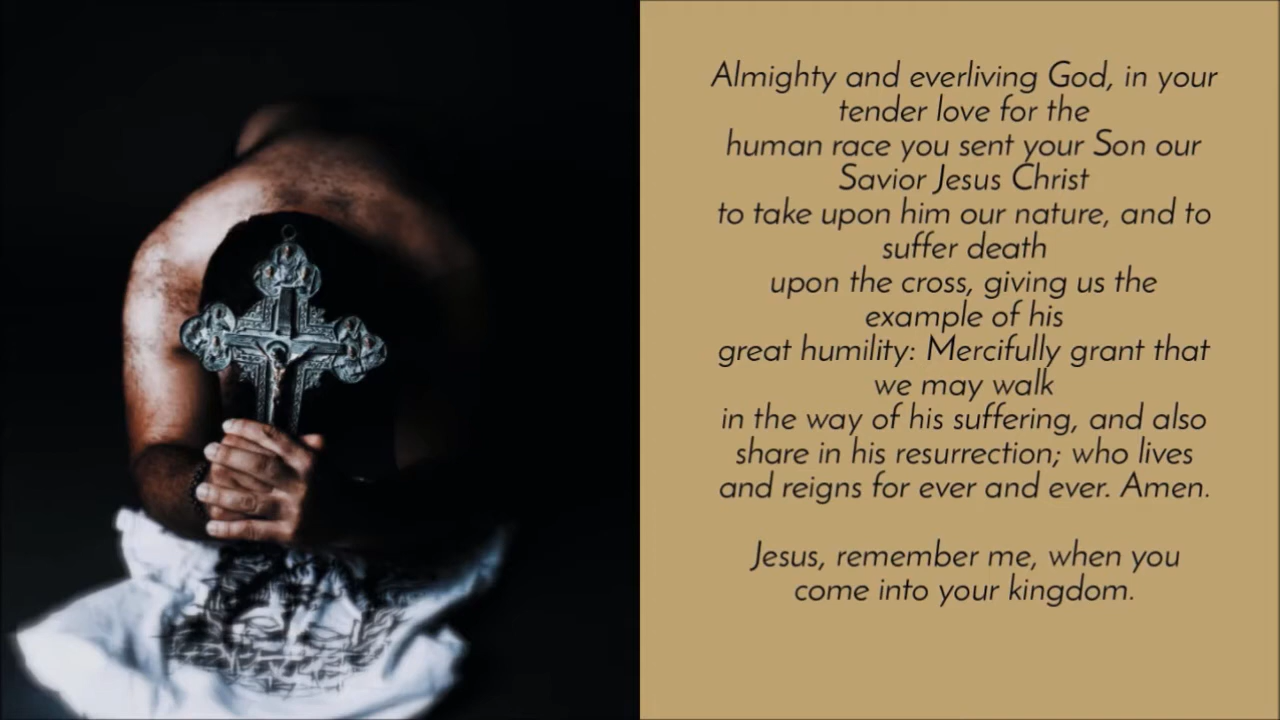 Almighty and everliving God, in your
tender love for the
human race you sent your Son our
Savior Jesus Christ
to take upon him our nature, and to
suffer death
upon the cross, giving us the
example of his
great humility: Mercifully grant that
we may walk
in the way of his suffering, and also
share in his resurrection; who lives
and reigns for ever and ever. Amen.
Jesus, remember me, when you
come into your kingdom.